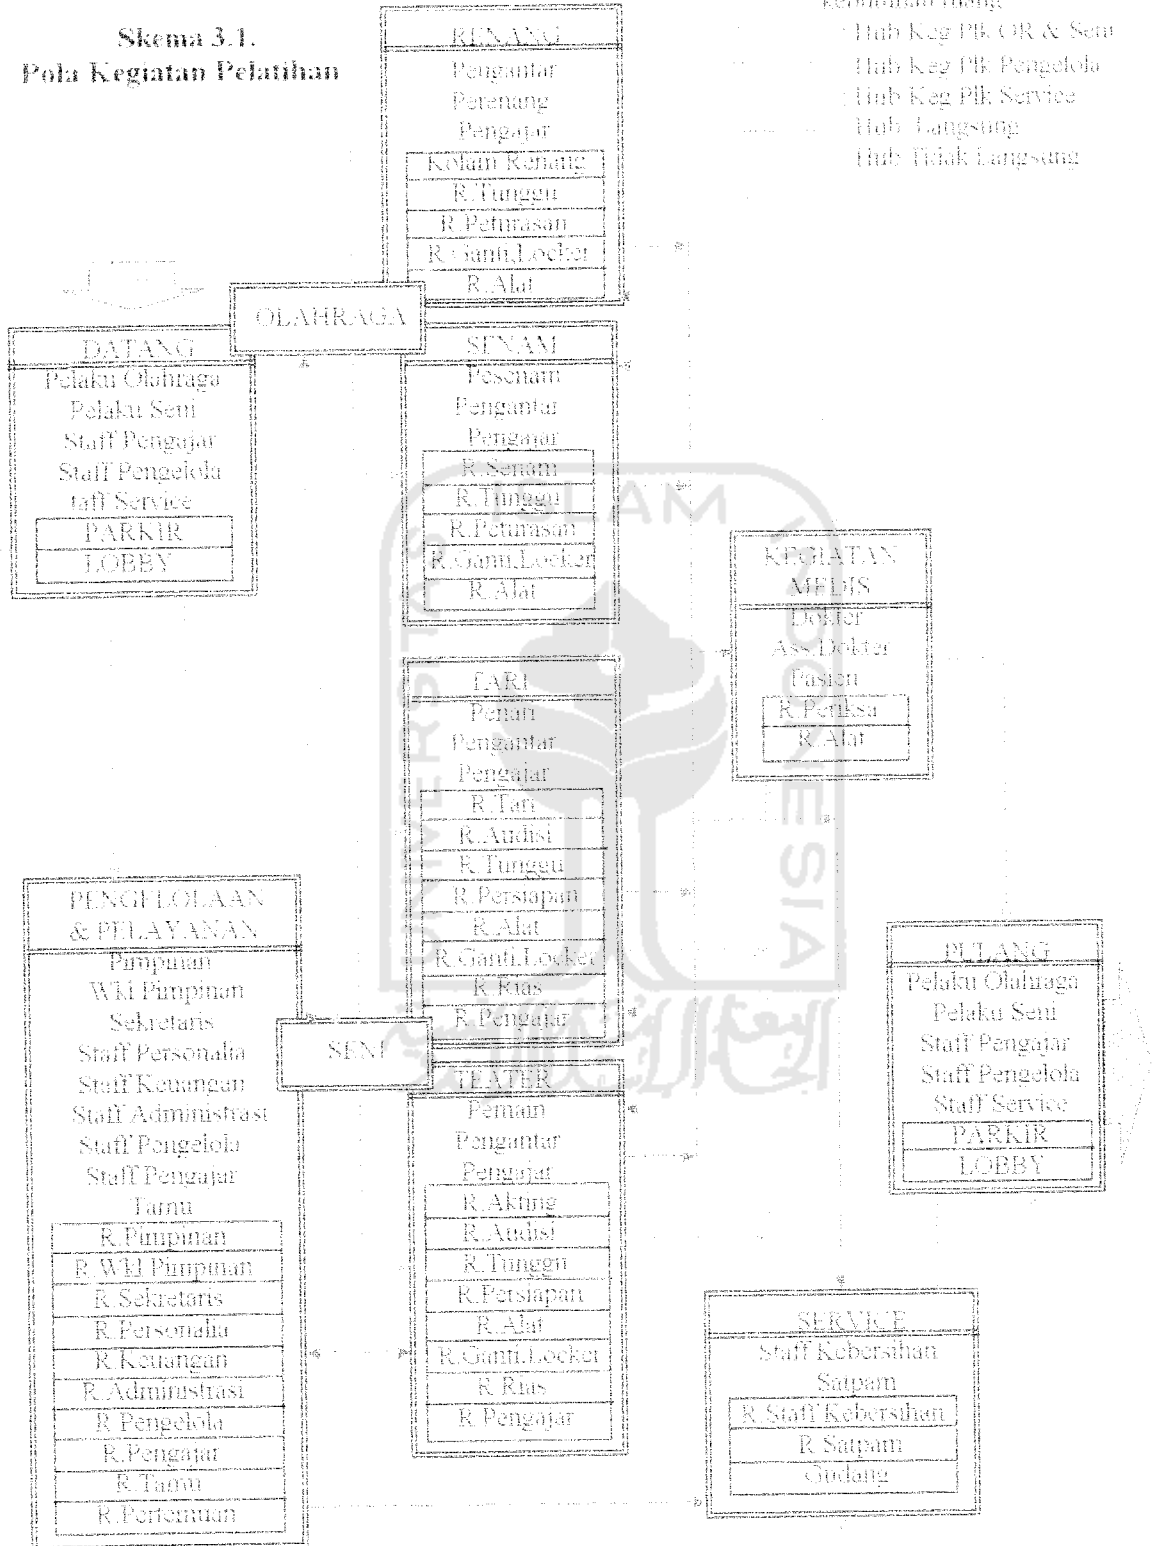 Skema 3.1.
Pola Kegiatan Pelatihan
kebutuhan ruang
: Hub Keg Plk OR & Seni
: Hub Keg Plk Pengelola
: Hub Keg Plk Service
Hub Langsung
Hub Tidak Langsung
RENANG
Pengantar
Perenang
Pengajar
Kolam Renang
R.Tunggu
R.Peturasan
R.Ganti,Locker
R.Alat
OLAHRAGA
DATANG
Pelaku Olahraga
Pelaku Seni
Staff Pengajar
Staff Pengelola
taff Service
PARKIR
LOBBY
SENAM
Pesenam
Pengantar
Pengajar
R.Senam
R.Tunggu
R.Peturasan
R.Ganti,Locker
R.Alat
KEGIATAN
MEDIS
Dokter
Ass.Dokter
Pasien
R.Periksa
R.Alat
TARI
Penari
Pengantar
Pengajar
R.Tari
R.Audisi
R.Tunggu
R.Persiapan
R.Alat
R.Ganti,Locker
R.Rias
R.Pengajar
PENGELOLAAN
& PELAYANAN
Pimpinan
Wkl Pimpinan
Sekretaris
Staff Personalia
Staff Keuangan
Staff Administrasi
Staff Pengelola
Staff Pengajar
Tamu
R.Pimpinan
R.Wkl Pimpinan
R.Sekretaris
R.Personalia
R.Keuangan
R.Administrasi
R.Pengelola
R.Pengajar
R.Tamu
R.Pertemuan
SENI
TEATER
Pemain
Pengantar
Pengajar
R.Akting
R.Audisi
R.Tunggu
R.Persiapan
R.Alat
R.Ganti,Locker
R.Rias
R.Pengajar
PULANG
Pelaku Olahraga
Pelaku Seni
Staff Pengajar
Staff Pengelola
Staff Service
PARKIR
LOBBY
SERVICE
Staff Kebersihan
Satpam
R.Staff Kebersihan
R.Satpam
Gudang
UNIVERSITAS
ISLAM
INDONESIA